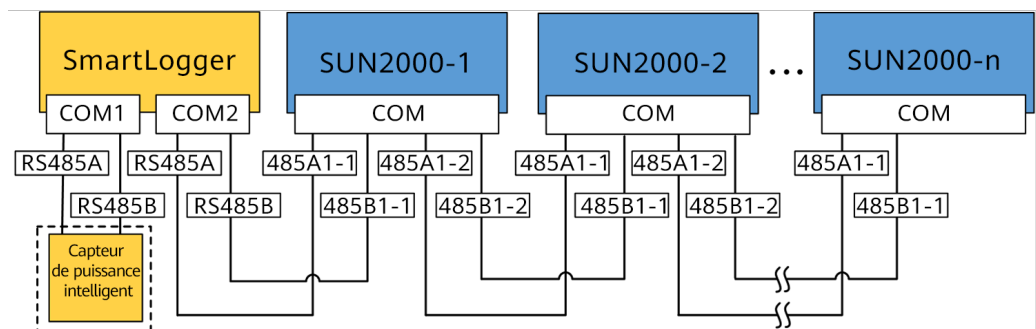 SmartLogger
SUN2000-1
SUN2000-2
...
SUN2000-n
COM1
COM2
COM
COM
COM
RS485A
RS485A
485A1-1
485A1-2
485A1-1
485A1-2
485A1-1
RS485B
RS485B
485B1-1
485B1-2
485B1-1
485B1-2
485B1-1
Capteur
de puissance
intelligent